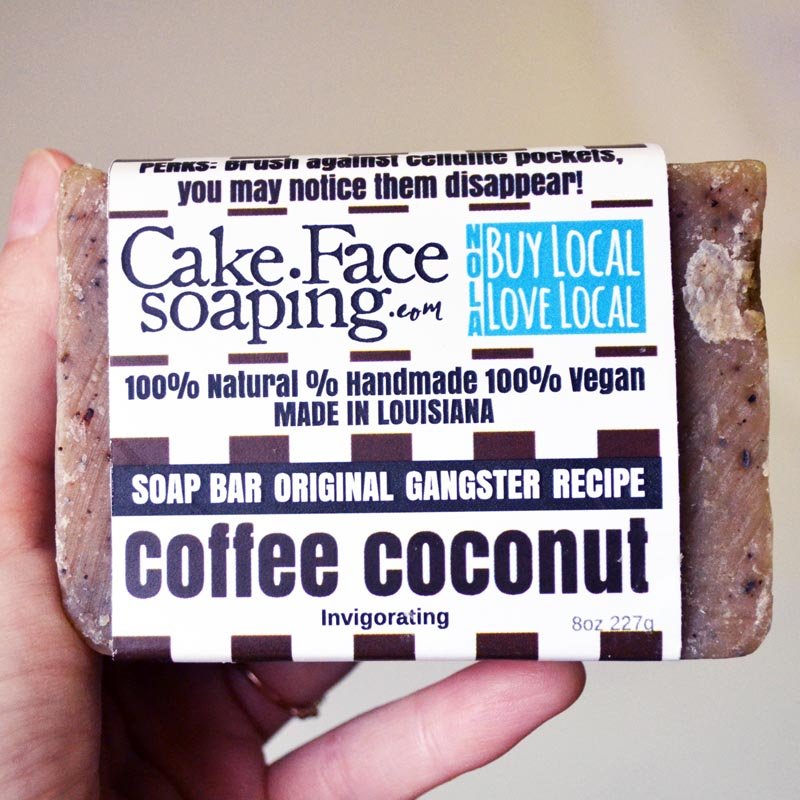 PERKS: Brush against cellulite pockets,
you may notice them disappear!
Cake.Face
soaping.com
NOLA
BUY LOCAL
LOVE LOCAL
100% Natural % Handmade 100% Vegan
MADE IN LOUISIANA
SOAP BAR ORIGINAL GANGSTER RECIPE
coffee coconut
Invigorating
8oz 227g